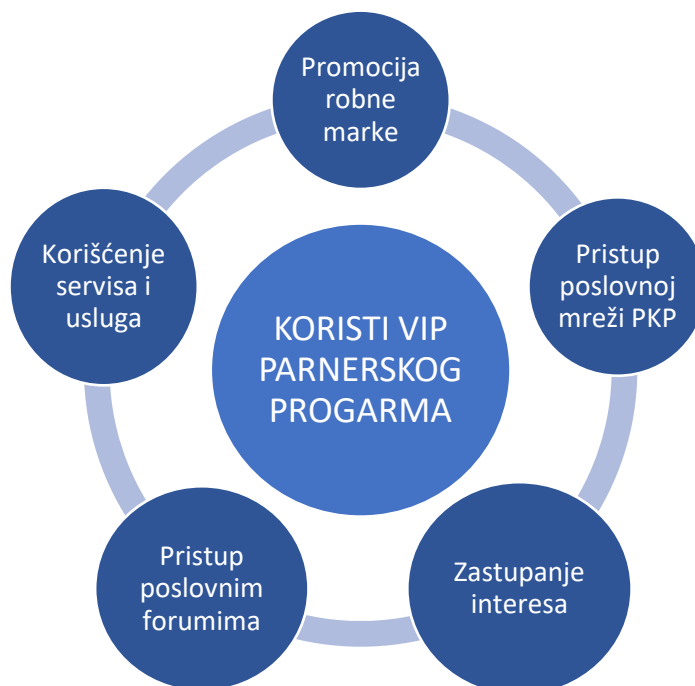 Promocija
robne
marke
Pristup
poslovnoj
mreži PKP
Zastupanje
interesa
Pristup
poslovnim
forumima
Korišćenje
servisa i
usluga
KORISTI VIP
PARNERSKOG
PROGARMA